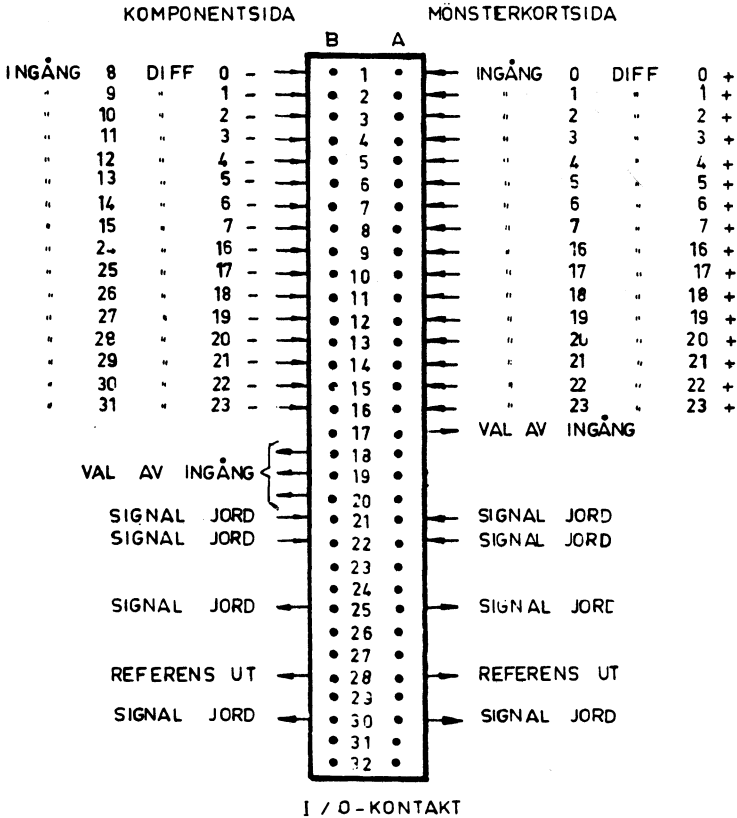 KOMPONENTSIDA MÖNSTERKORTSIDA
B A
INGÅNG 8 DIFF 0 - 1 INGÅNG 0 DIFF 0 +
" 9 " 1 - 2 " 1 " 1 +
" 10 " 2 - 3 " 2 " 2 +
" 11 " 3 - 4 " 3 " 3 +
" 12 " 4 - 5 " 4 " 4 +
" 13 " 5 - 6 " 5 " 5 +
" 14 " 6 - 7 " 6 " 6 +
" 15 " 7 - 8 " 7 " 7 +
" " 16 - 9 " 16 " 16 +
" 25 " 17 - 10 " 17 " 17 +
" 26 " 18 - 11 " 18 " 18 +
" 27 " 19 - 12 " 19 " 19 +
" 28 " 20 - 13 " 20 " 20 +
" 29 " 21 - 14 " 21 " 21 +
" 30 " 22 - 15 " 22 " 22 +
" 31 " 23 - 16 " 23 " 23 +
17 VAL AV INGÅNG
18
VAL AV INGÅNG 19
20
SIGNAL JORD 21 SIGNAL JORD
SIGNAL JORD 22 SIGNAL JORD
23
24
SIGNAL JORD 25 SIGNAL JORD
26
27
REFERENS UT 28 REFERENS UT
29
SIGNAL JORD 30 SIGNAL JORD
31
32
I / O - KONTAKT